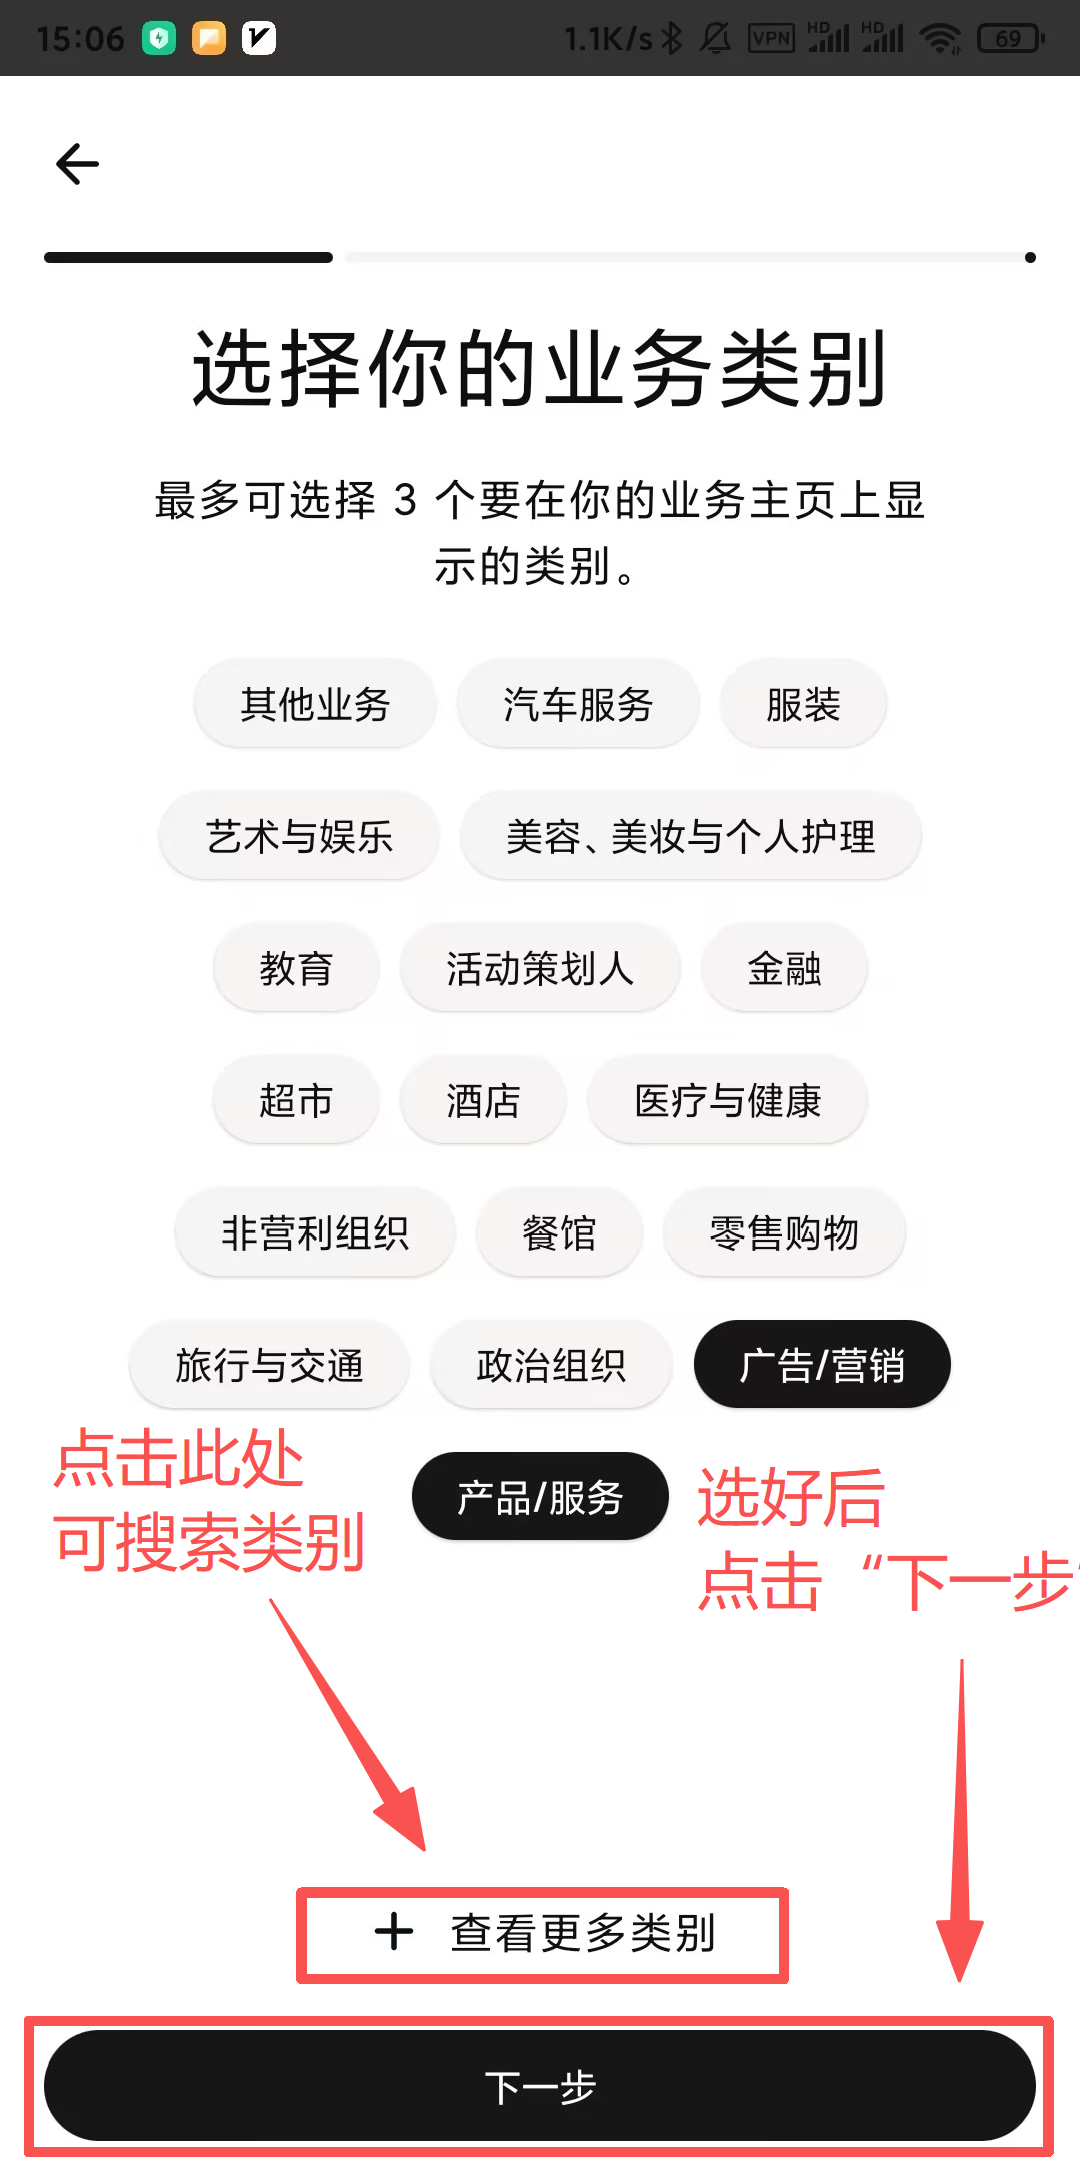 15:06 1.1K/s VPN HD HD 69
选择你的业务类别
最多可选择 3 个要在你的业务主页上显
示的类别。
其他业务 汽车服务 服装
艺术与娱乐 美容、美妆与个人护理
教育 活动策划人 金融
超市 酒店 医疗与健康
非营利组织 餐馆 零售购物
旅行与交通 政治组织 广告/营销
点击此处
可搜索类别
产品/服务
选好后
点击“下一步”
+ 查看更多类别
下一步